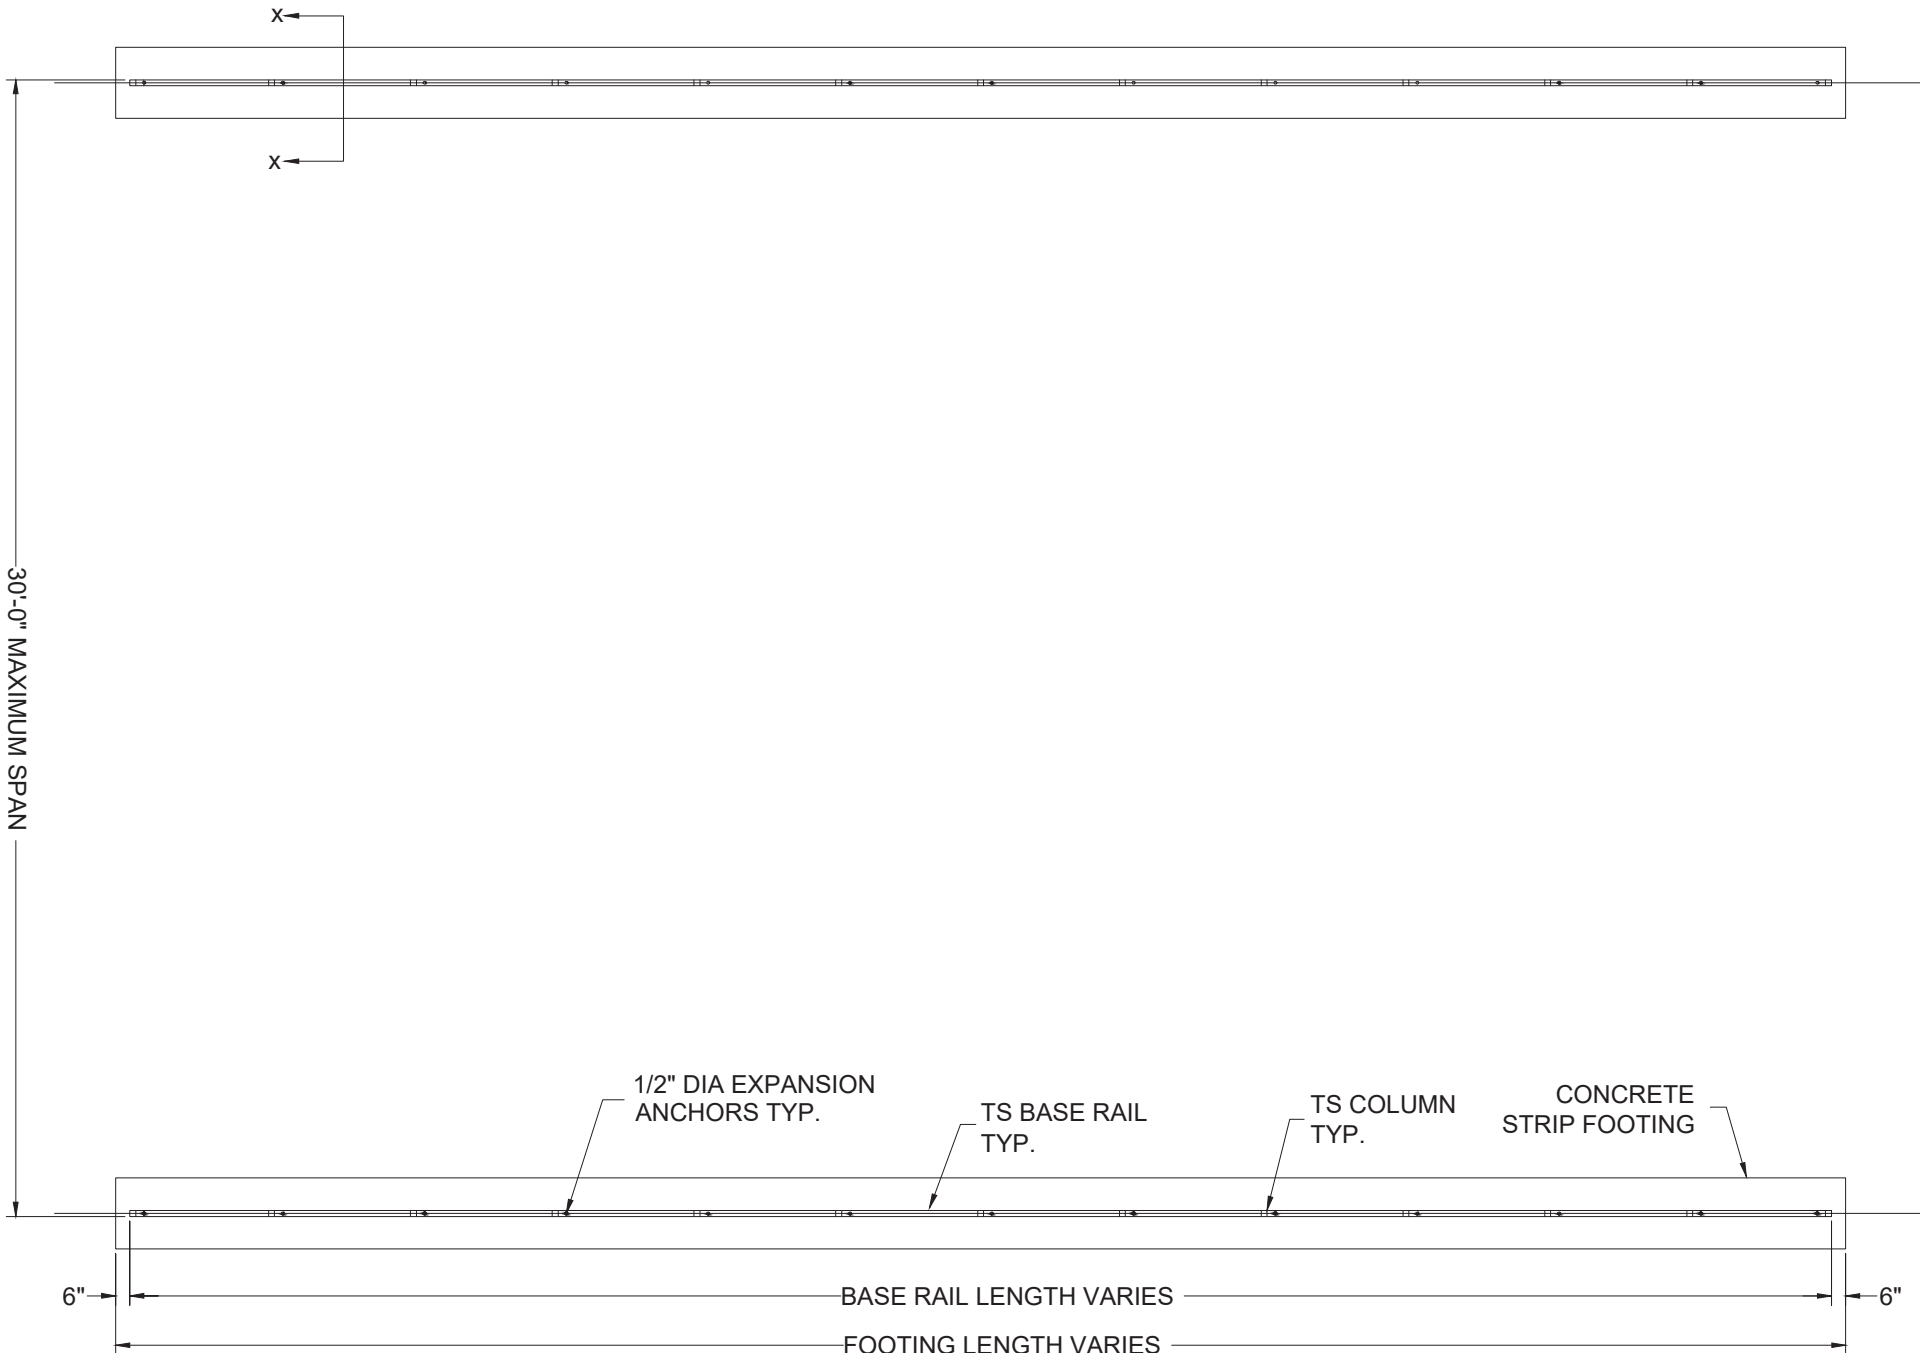 X
X
30'-0" MAXIMUM SPAN
1/2" DIA EXPANSION
ANCHORS TYP.
TS BASE RAIL
TYP.
TS COLUMN
TYP.
CONCRETE
STRIP FOOTING
6"
BASE RAIL LENGTH VARIES
6"
FOOTING LENGTH VARIES